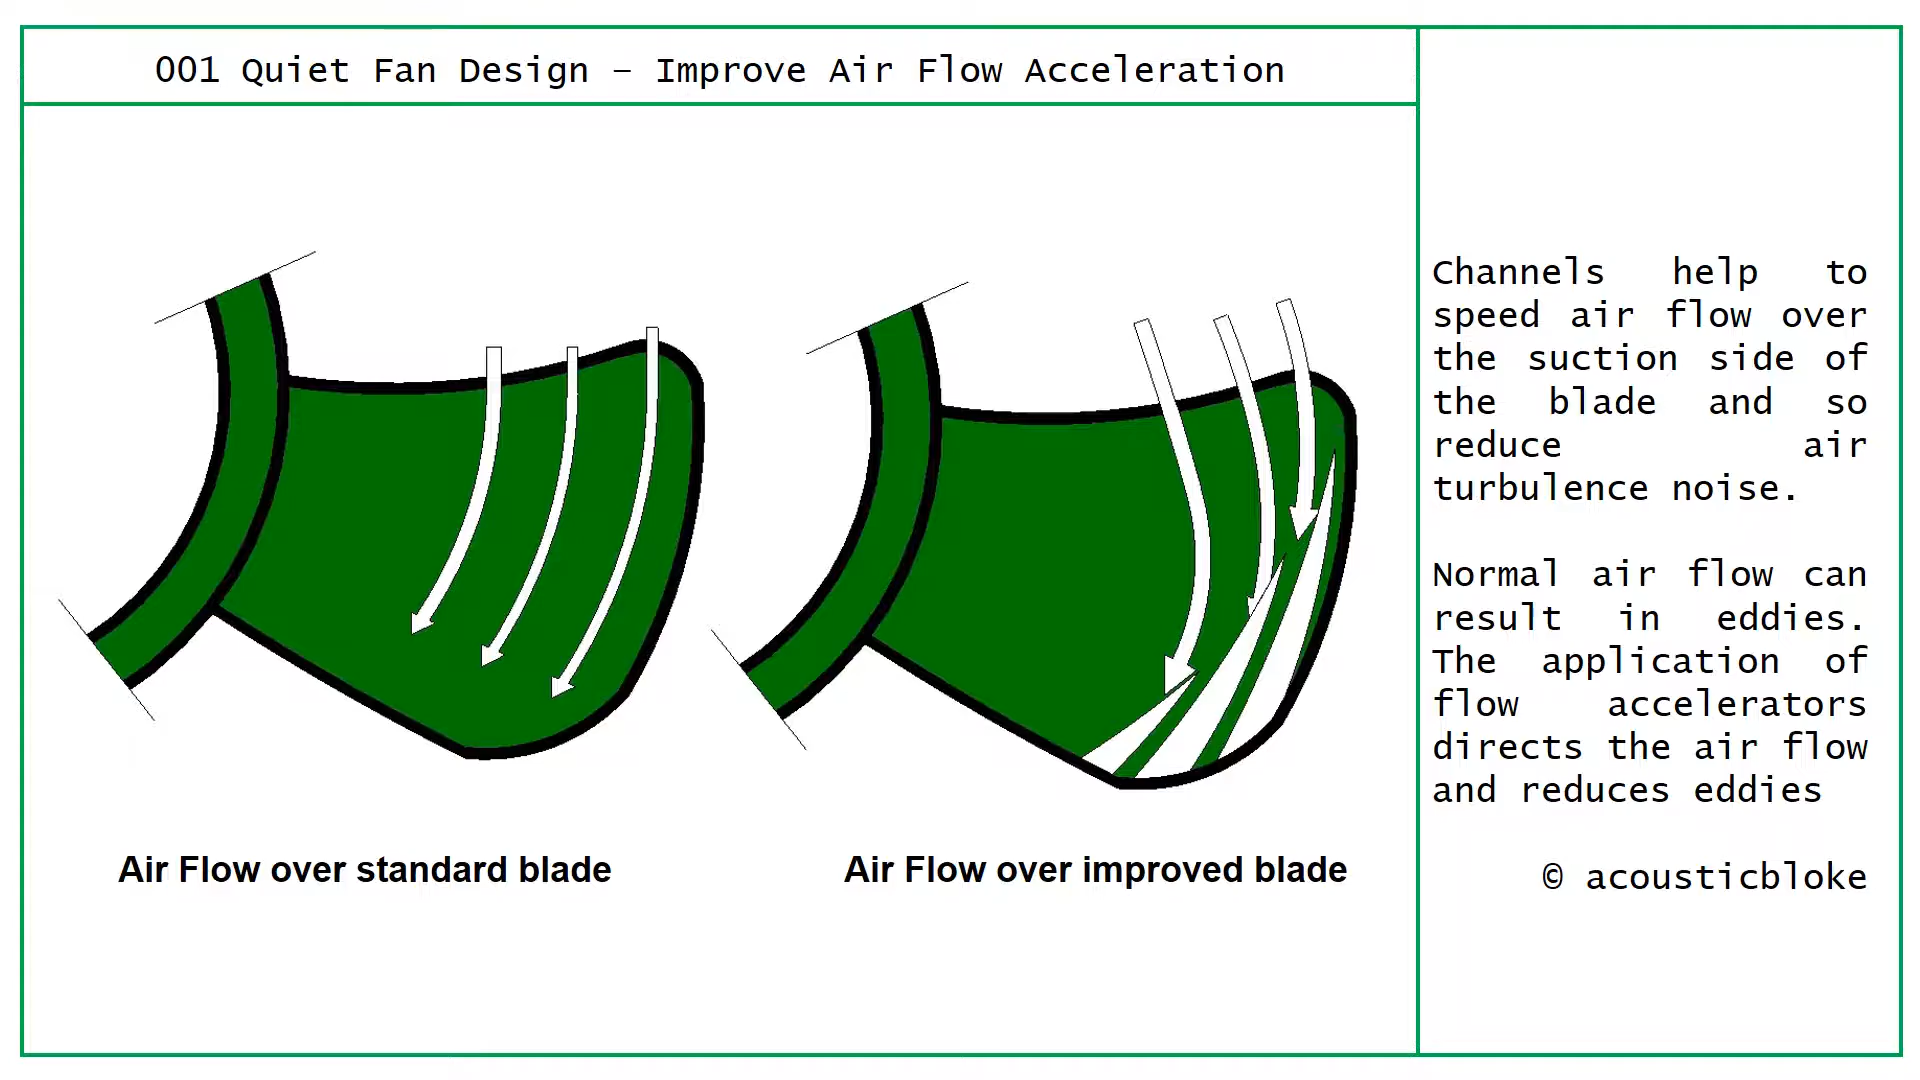 001 Quiet Fan Design – Improve Air Flow Acceleration
Channels help to
speed air flow over
the suction side of
the blade and so
reduce air
turbulence noise.
Normal air flow can
result in eddies.
The application of
flow accelerators
directs the air flow
and reduces eddies
© acousticbloke
Air Flow over standard blade
Air Flow over improved blade